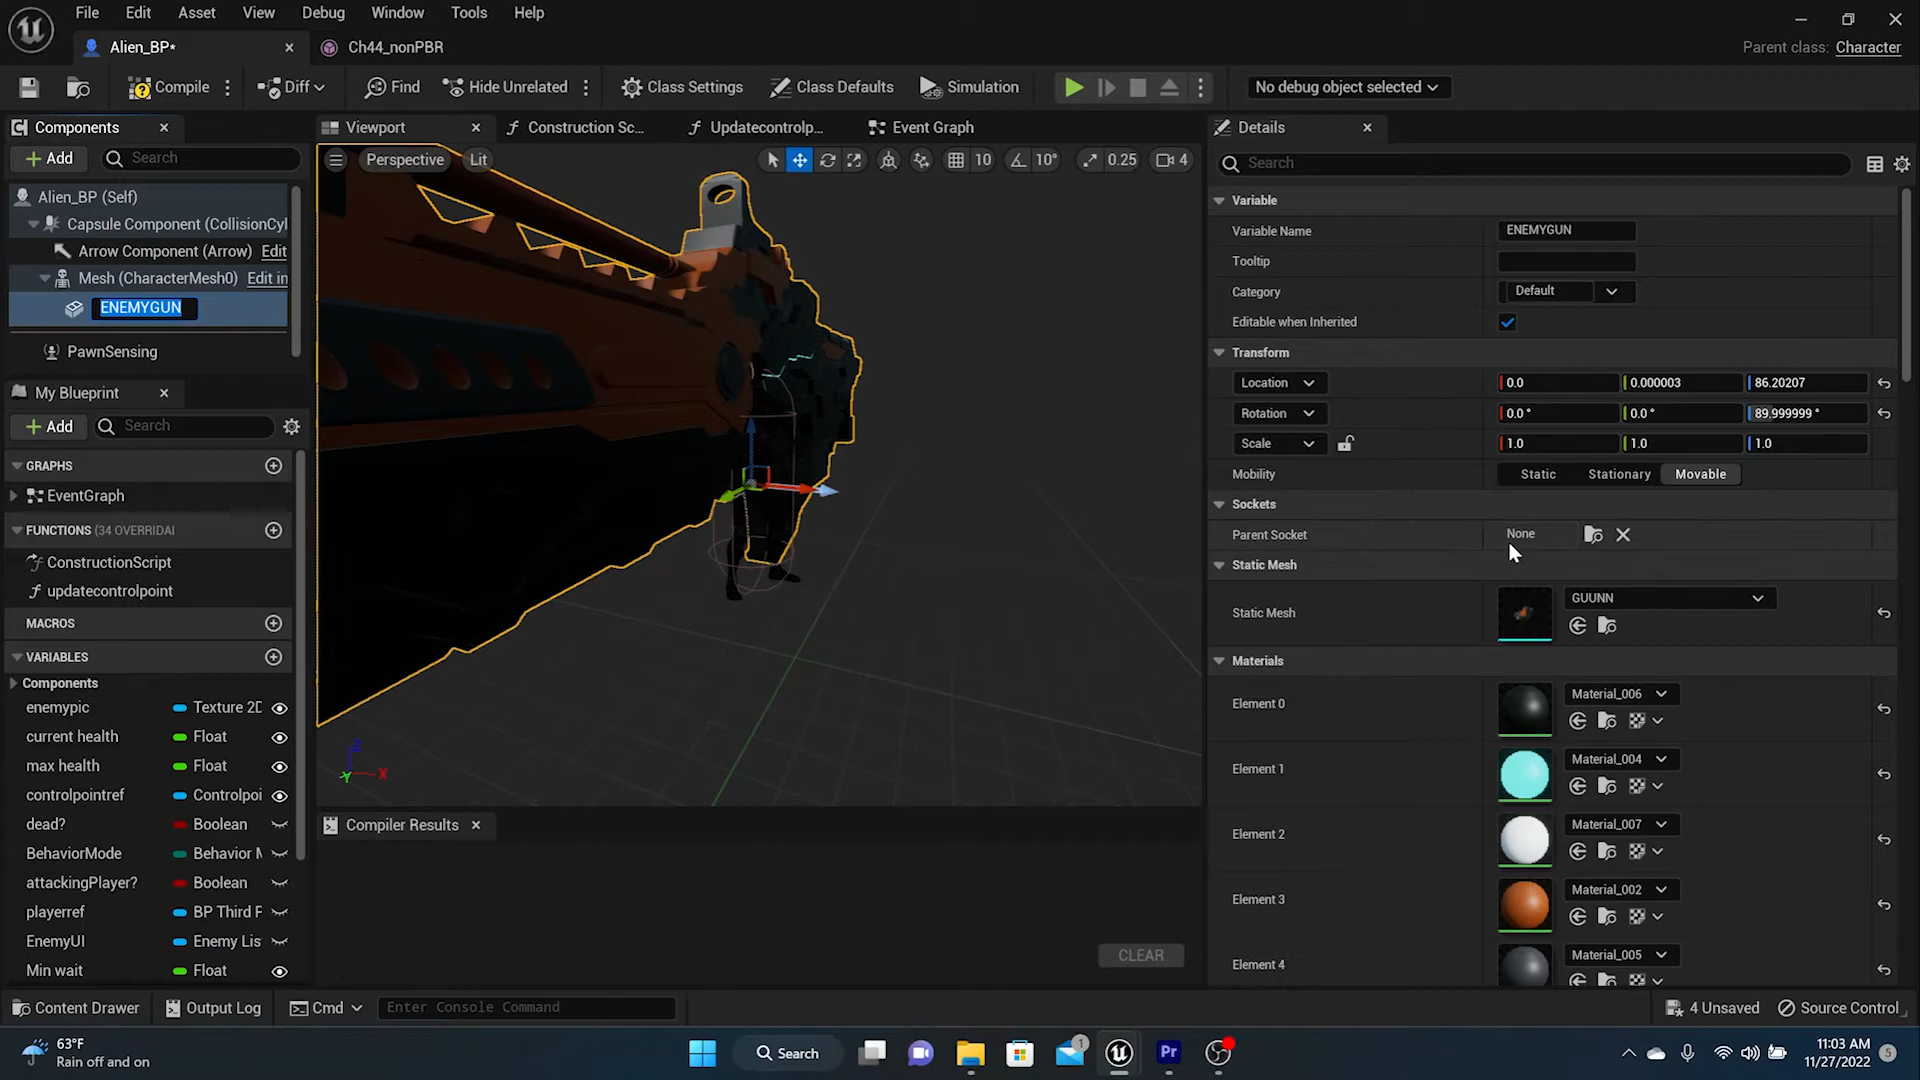 File Edit Asset View Debug Window Tools Help
Alien_BP*
Ch44_nonPBR
Parent class: Character
Compile
Diff
Find
Hide Unrelated
Class Settings
Class Defaults
Simulation
No debug object selected
Components
Add
Search
Alien_BP (Self)
Capsule Component (CollisionCyl
Arrow Component (Arrow) Edit
Mesh (CharacterMesh0) Edit in
ENEMYGUN
PawnSensing
My Blueprint
Add
Search
GRAPHS
EventGraph
FUNCTIONS (34 OVERRIDAI
ConstructionScript
updatecontrolpoint
MACROS
VARIABLES
Components
enemypic Texture 2D
current health Float
max health Float
controlpointref Controlpoi
dead? Boolean
BehaviorMode Behavior M
attackingPlayer? Boolean
playerref BP Third P
EnemyUI Enemy Lis
Min wait Float
Viewport
Construction Sc...
Updatecontrolp...
Event Graph
Perspective
Lit
10
10°
0.25
4
Z
X
Y
Compiler Results
CLEAR
Details
Search
Variable
Variable Name ENEMYGUN
Tooltip
Category Default
Editable when Inherited
Transform
Location 0.0 0.000003 86.20207
Rotation 0.0 ° 0.0 ° 89.999999 °
Scale 1.0 1.0 1.0
Mobility Static Stationary Movable
Sockets
Parent Socket None
Static Mesh
Static Mesh GUUNN
Materials
Element 0 Material_006
Element 1 Material_004
Element 2 Material_007
Element 3 Material_002
Element 4 Material_005
Content Drawer
Output Log
Cmd
Enter Console Command
4 Unsaved
Source Control
63°F
Rain off and on
Search
1
Pr
11:03 AM
11/27/2022
5